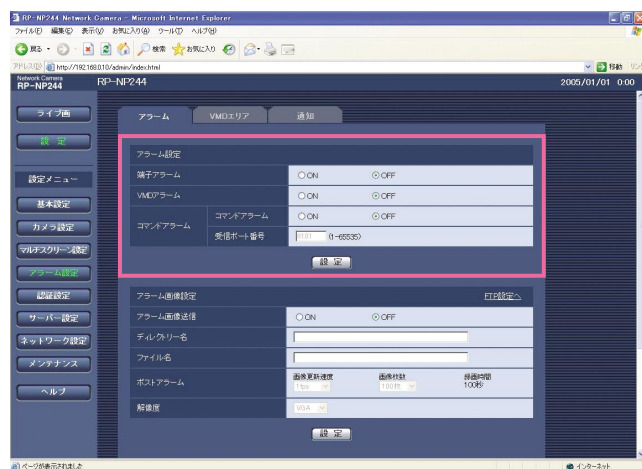 RP-NP244 Network Camera - Microsoft Internet Explorer
ファイル(F) 編集(E) 表示(V) お気に入り(A) ツール(T) ヘルプ(H)
戻る 検索 お気に入り
アドレス(D) http://192.168.0.10/admin/index.html 移動 リンク
Network Camera
RP-NP244 RP-NP244 2005/01/01 0:00
ライブ画
設定
設定メニュー
基本設定
カメラ設定
マルチスクリーン設定
アラーム設定
認証設定
サーバー設定
ネットワーク設定
メンテナンス
ヘルプ
アラーム VMDエリア 通知
アラーム設定
端子アラーム ON OFF
VMDアラーム ON OFF
コマンドアラーム コマンドアラーム ON OFF
受信ポート番号 (1-65535)
設定
アラーム画像設定 FTP設定へ
アラーム画像送信 ON OFF
ディレクトリー名
ファイル名
ポストアラーム 画像更新速度 画像枚数 録画時間
1fps 100枚 100秒
解像度 VGA
設定
ページが表示されました インターネット